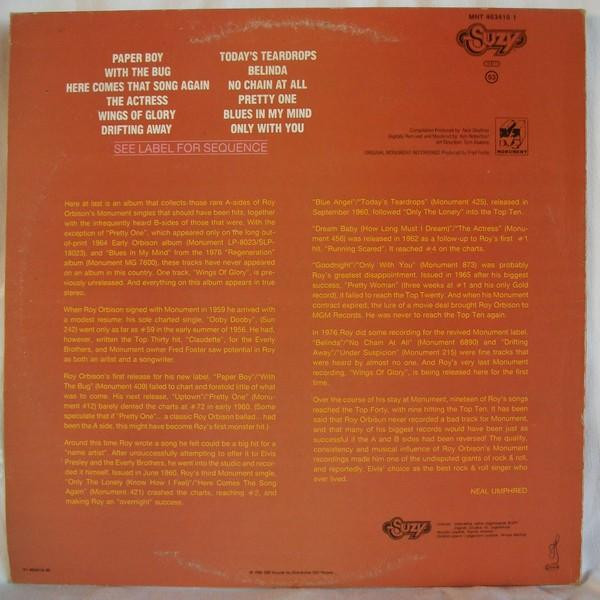 MNT 463416 1
Suzy
53
PAPER BOY
WITH THE BUG
HERE COMES THAT SONG AGAIN
THE ACTRESS
WINGS OF GLORY
DRIFTING AWAY
TODAY'S TEARDROPS
BELINDA
NO CHAIN AT ALL
PRETTY ONE
BLUES IN MY MIND
ONLY WITH YOU
SEE LABEL FOR SEQUENCE
Compilation Produced by
Digitally Remixed and Mastered by
Art Direction:
ORIGINAL MONUMENT RECORDINGS Produced by Fred Foster
MONUMENT
Here at last is an album that collects those rare A-sides of Roy
Orbison's Monument singles that should have been hits, together
with the infrequently heard B-sides of those that were. With the
exception of "Pretty One", which appeared only on the long out-
of-print 1964 Early Orbison album (Monument LP-8023/SLP-
18023), and "Blues In My Mind" from the 1976 "Regeneration"
album (Monument MG 7600), these tracks have never appeared
on an album in this country. One track, "Wings Of Glory", is pre-
viously unreleased. And everything on this album appears in true
stereo.
When Roy Orbison signed with Monument in 1959 he arrived with
a modest resume: his sole charted single, "Ooby Dooby", (Sun
242) went only as far as #59 in the early summer of 1956. He had,
however, written the Top Thirty hit, "Claudette", for the Everly
Brothers, and Monument owner Fred Foster saw potential in Roy
as both an artist and a songwriter.
Roy Orbison's first release for his new label, "Paper Boy"/"With
The Bug" (Monument 409) failed to chart and foretold little of what
was to come. His next release, "Uptown"/"Pretty One" (Monu-
ment #412) barely dented the charts at #72 in early 1960. (Some
speculate that if "Pretty One"... a classic Roy Orbison ballad... had
been the A side, this might have become Roy's first monster hit.)
Around this time Roy wrote a song he felt could be a big hit for a
"name artist". After unsuccessfully attempting to offer it to Elvis
Presley and the Everly Brothers, he went into the studio and recor-
ded it himself. Issued in June 1960, Roy's third Monument single,
"Only The Lonely (Know How I Feel)"/"Here Comes The Song
Again" (Monument 421) crashed the charts, reaching #2, and
making Roy an "overnight" success.
"Blue Angel"/"Today's Teardrops" (Monument 425), released in
September 1960, followed "Only The Lonely" into the Top Ten.
"Dream Baby (How Long Must I Dream)"/"The Actress" (Monu-
ment 456) was released in 1962 as a follow-up to Roy's first #1
hit, "Running Scared". It reached #4 on the charts.
"Goodnight"/"Only With You" (Monument 873) was probably
Roy's greatest disappointment. Issued in 1965 after his biggest
success, "Pretty Woman" (three weeks at #1 and his only Gold
record), it failed to reach the Top Twenty. And when his Monument
contract expired, the lure of a movie deal brought Roy Orbison to
MGM Records. He was never to reach the Top Ten again.
In 1976 Roy did some recording for the revived Monument label.
"Belinda"/"No Chain At All" (Monument 6890) and "Drifting
Away"/"Under Suspicion" (Monument 215) were fine tracks that
were heard by almost no one. And Roy's very last Monument
recording, "Wings Of Glory", is being released here for the first
time.
Over the course of his stay at Monument, nineteen of Roy's songs
reached the Top Forty, with nine hitting the Top Ten. It has been
said that Roy Orbison never recorded a bad track for Monument,
and that many of his biggest records would have been just as
successful if the A and B sides had been reversed! The quality,
consistency and musical influence of Roy Orbison's Monument
recordings made him one of the undisputed giants of rock & roll,
and reportedly, Elvis' choice as the best rock & roll singer who
ever lived.
NEAL UMPHRED
Suzy